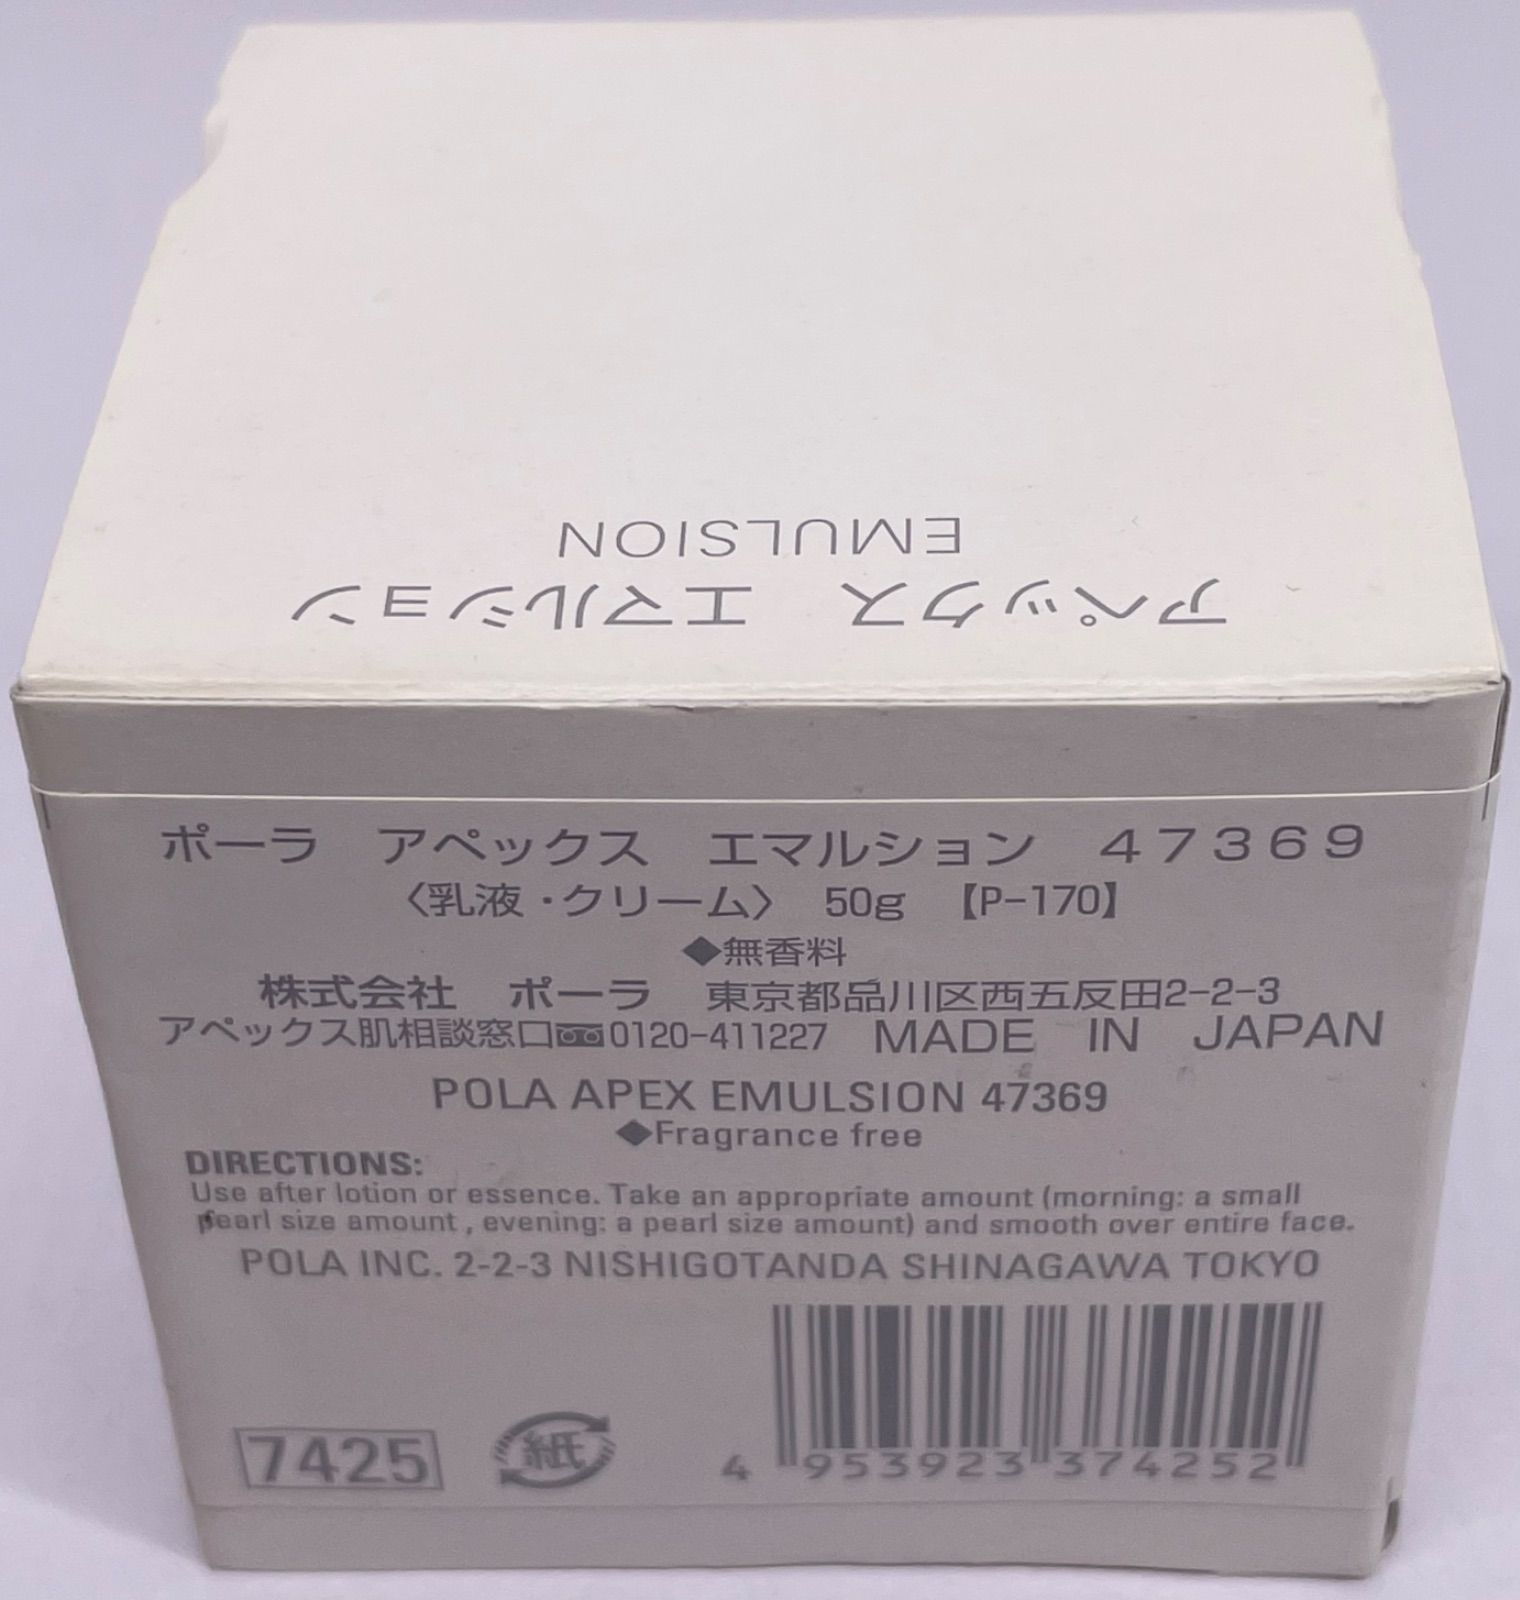 アペックス エマルション
EMULSION
ポーラ アペックス エマルション 47369
〈乳液・クリーム〉 50g 【P-170】
◆無香料
株式会社 ポーラ 東京都品川区西五反田2-2-3
アペックス肌相談窓口 0120-411227 MADE IN JAPAN
POLA APEX EMULSION 47369
◆Fragrance free
DIRECTIONS:
Use after lotion or essence. Take an appropriate amount (morning: a small
pearl size amount, evening: a pearl size amount) and smooth over entire face.
POLA INC. 2-2-3 NISHIGOTANDA SHINAGAWA TOKYO
7425
紙
4 953923 374252